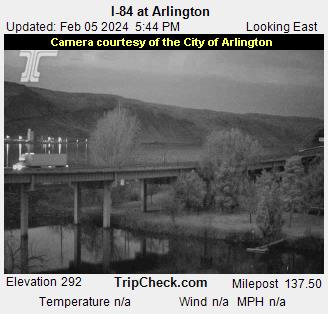 I-84 at Arlington
Updated: Feb 05 2024 5:44 PM Looking East
Camera courtesy of the City of Arlington
Elevation 292 TripCheck.com Milepost 137.50
Temperature n/a Wind n/a MPH n/a